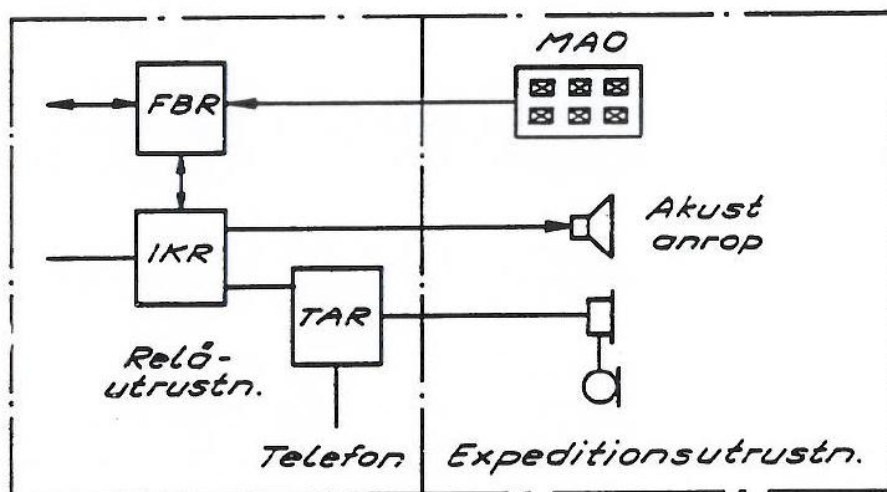 MAO
FBR
IKR
Akust
anrop
TAR
Relä-
utrustn.
Telefon
Expeditionsutrustn.